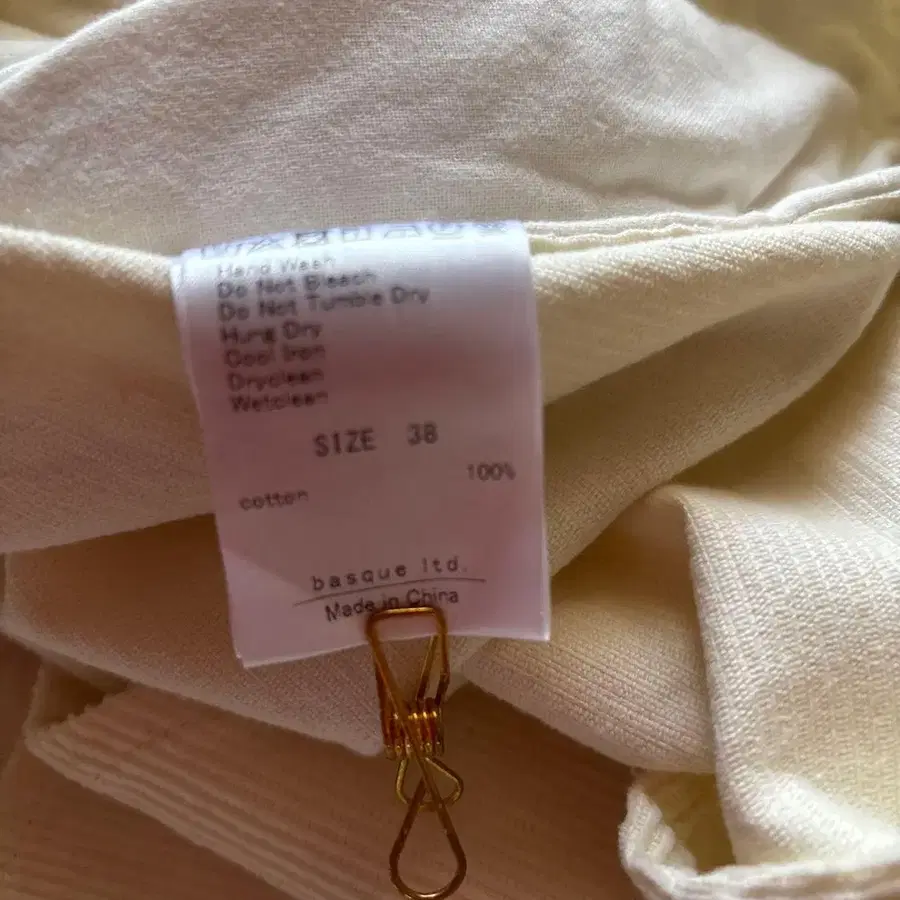 Hand Wash
Do Not Bleach
Do Not Tumble Dry
Hung Dry
Cool Iron
Dryclean
Wetclean
SIZE 38
100%
cotton
basque ltd.
Made in China